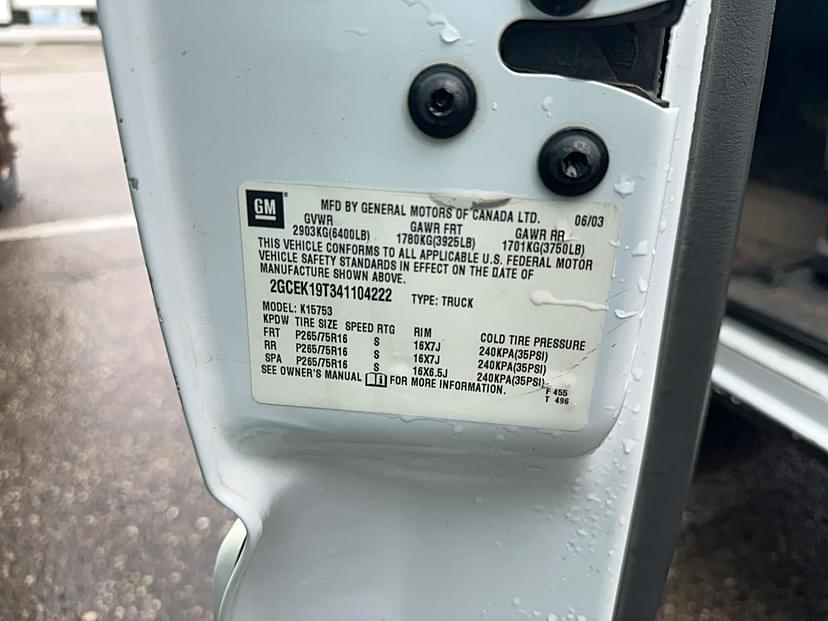 GM ® MFD BY GENERAL MOTORS OF CANADA LTD. 06/03
GVWR GAWR FRT GAWR RR
2903KG(6400LB) 1780KG(3925LB) 1701KG(3750LB)
THIS VEHICLE CONFORMS TO ALL APPLICABLE U.S. FEDERAL MOTOR
VEHICLE SAFETY STANDARDS IN EFFECT ON THE DATE OF
MANUFACTURE SHOWN ABOVE.
2GCEK19T341104222 TYPE: TRUCK
MODEL: K15753
KPDW TIRE SIZE SPEED RTG RIM COLD TIRE PRESSURE
FRT P265/75R16 S 16X7J 240KPA(35PSI)
RR P265/75R16 S 16X7J 240KPA(35PSI)
SPA P265/75R16 S 16X6.5J 240KPA(35PSI)
SEE OWNER'S MANUAL FOR MORE INFORMATION.
F 455
T 496